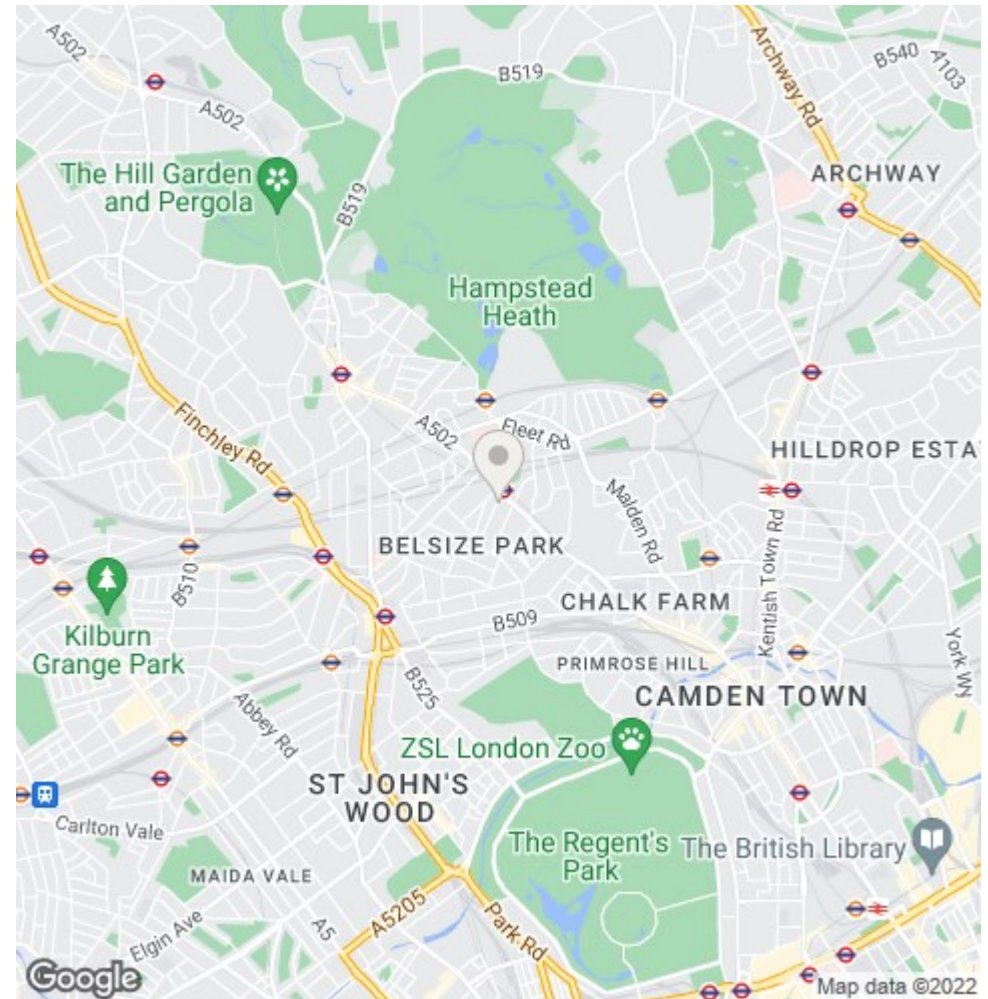 A502
B519
B540
A103
Archway Rd
A502
The Hill Garden
and Pergola
B519
ARCHWAY
Hampstead
Heath
A502
Fleet Rd
Finchley Rd
HILLDROP ESTA
Malden Rd
BELSIZE PARK
B510
Kentish Town Rd
CHALK FARM
B509
Kilburn
Grange Park
PRIMROSE HILL
York Wy
B525
CAMDEN TOWN
Abbey Rd
ZSL London Zoo
ST JOHN'S
WOOD
Carlton Vale
The Regent's
Park
The British Library
MAIDA VALE
A5205
Park Rd
A5
Elgin Ave
Google
Map data ©2022